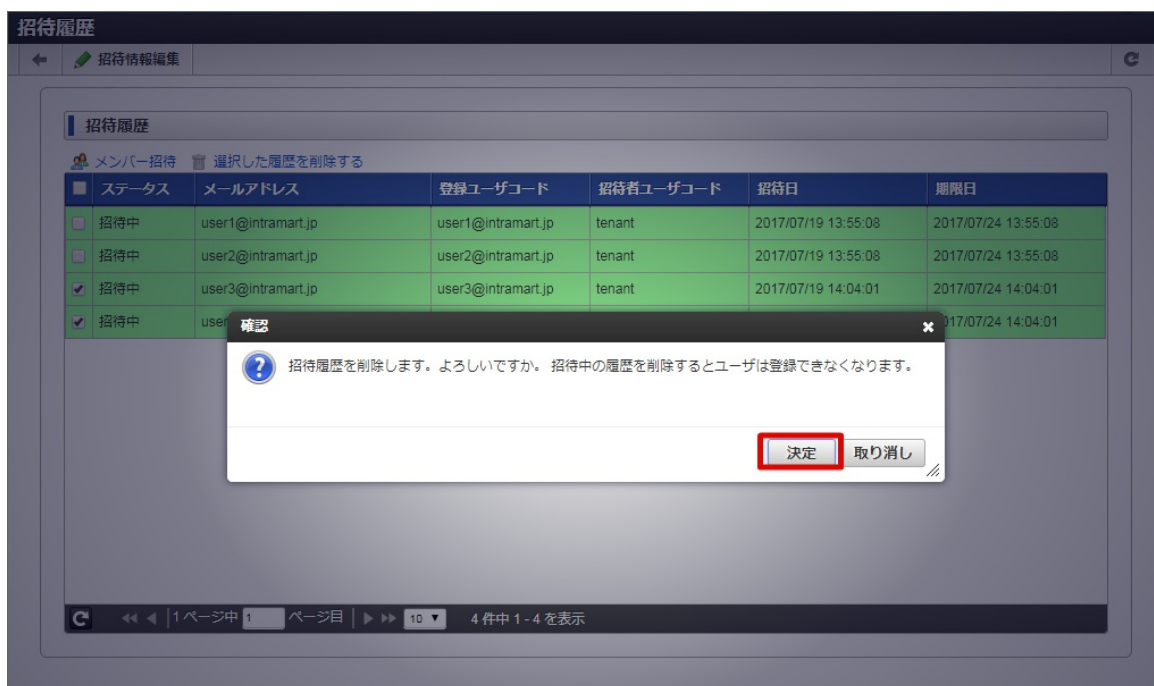 招待履歴
招待情報編集
招待履歴
メンバー招待 選択した履歴を削除する
ステータス メールアドレス 登録ユーザコード 招待者ユーザコード 招待日 期限日
招待中 user1@intramart.jp user1@intramart.jp tenant 2017/07/19 13:55:08 2017/07/24 13:55:08
招待中 user2@intramart.jp user2@intramart.jp tenant 2017/07/19 13:55:08 2017/07/24 13:55:08
招待中 user3@intramart.jp user3@intramart.jp tenant 2017/07/19 14:04:01 2017/07/24 14:04:01
招待中 user 17/07/24 14:04:01
確認
招待履歴を削除します。よろしいですか。 招待中の履歴を削除するとユーザは登録できなくなります。
決定 取り消し
1 ページ中 1 ページ目 10 4 件中 1 - 4 を表示